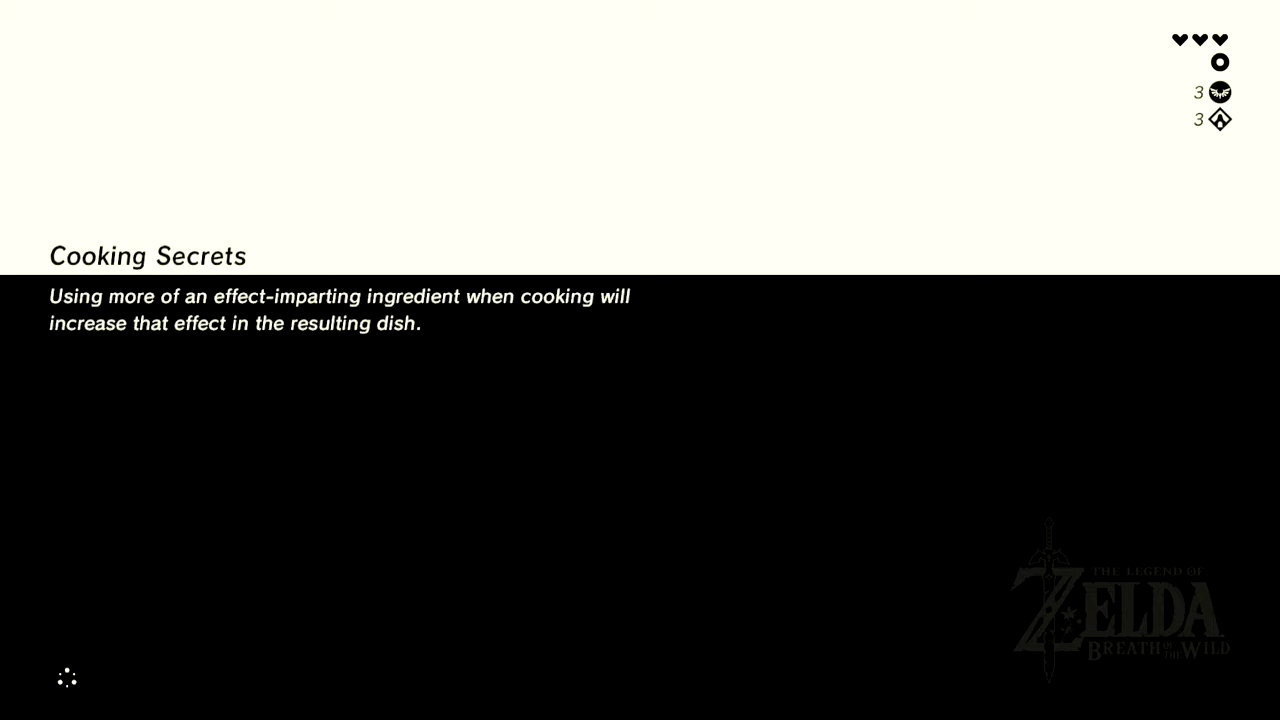 3
3
Cooking Secrets
Using more of an effect-imparting ingredient when cooking will
increase that effect in the resulting dish.
THE LEGEND OF
ZELDA
BREATH OF THE WILD